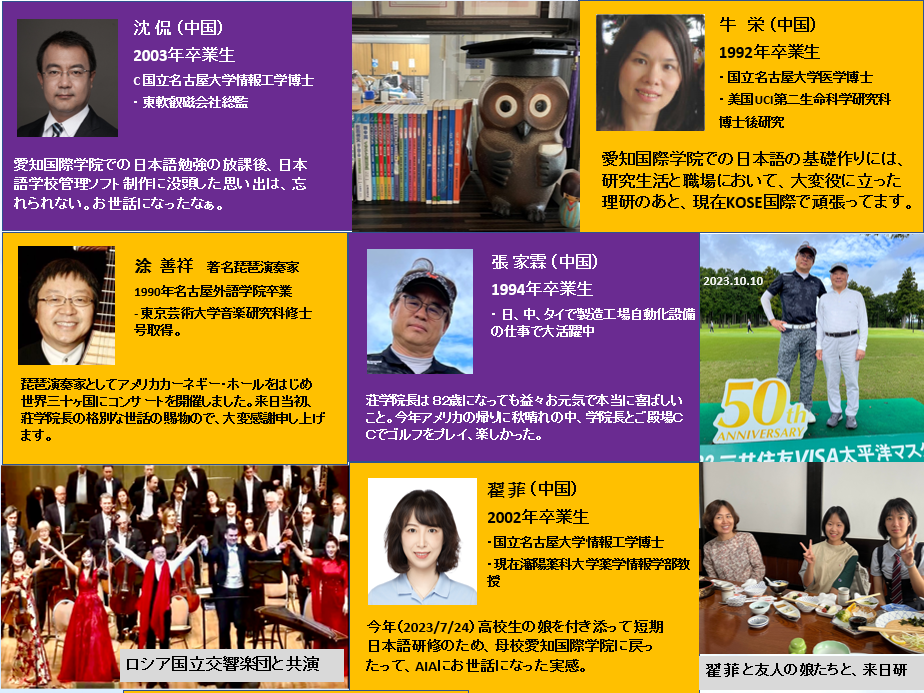 沈 侃（中国）
2003年卒業生
C 国立名古屋大学情報工学博士
・ 東軟叡磁会社総監
愛知国際学院での日本語勉強の放課後、日本
語学校管理ソフト制作に没頭した思い出は、忘
れられない。お世話になったなぁ。
牛 栄（中国）
1992年卒業生
・国立名古屋大学医学博士
・美国UCI第二生命科学研究科
博士後研究
愛知国際学院での日本語の基礎作りには、
研究生活と職場において、大変役に立った
理研のあと、現在KOSE国際で頑張ってます。
涂 善祥 著名琵琶演奏家
1990年名古屋外語学院卒業
-東京芸術大学音楽研究科修士
号取得。
琵琶演奏家としてアメリカカーネギー・ホールをはじめ
世界三十ヶ国にコンサートを開催しました。来日当初、
莊学院長の格別な世話の賜物ので、大変感謝申し上げ
ます。
張 家霖（中国）
1994年卒業生
・ 日、中、タイで製造工場自動化設備
の仕事で大活躍中
莊学院長は８２歳になっても益々お元気で本当に喜ばしい
こと。今年アメリカの帰りに秋晴れの中、学院長とご殿場C
Cでゴルフをプレイ、楽しかった。
2023.10.10
50th
ANNIVERSARY
三井住友VISA太平洋マスタ
ロシア国立交響楽団と共演
翟 菲（中国）
2002年卒業生
・国立名古屋大学情報工学博士
・現在瀋陽薬科大学薬学情報学部教
授
今年（2023/7/24）高校生の娘を付き添って短期
日本語研修のため、母校愛知国際学院に戻っ
たって、AIAにお世話になった実感。
翟菲と友人の娘たちと、来日研